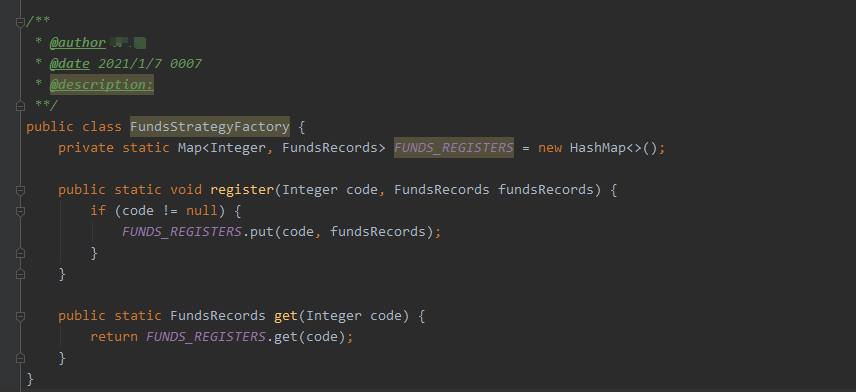 /**
 * @author
 * @date 2021/1/7 0007
 * @description:
 **/
public class FundsStrategyFactory {
    private static Map<Integer, FundsRecords> FUNDS_REGISTERS = new HashMap<>();
    public static void register(Integer code, FundsRecords fundsRecords) {
        if (code != null) {
            FUNDS_REGISTERS.put(code, fundsRecords);
        }
    }
    public static FundsRecords get(Integer code) {
        return FUNDS_REGISTERS.get(code);
    }
}